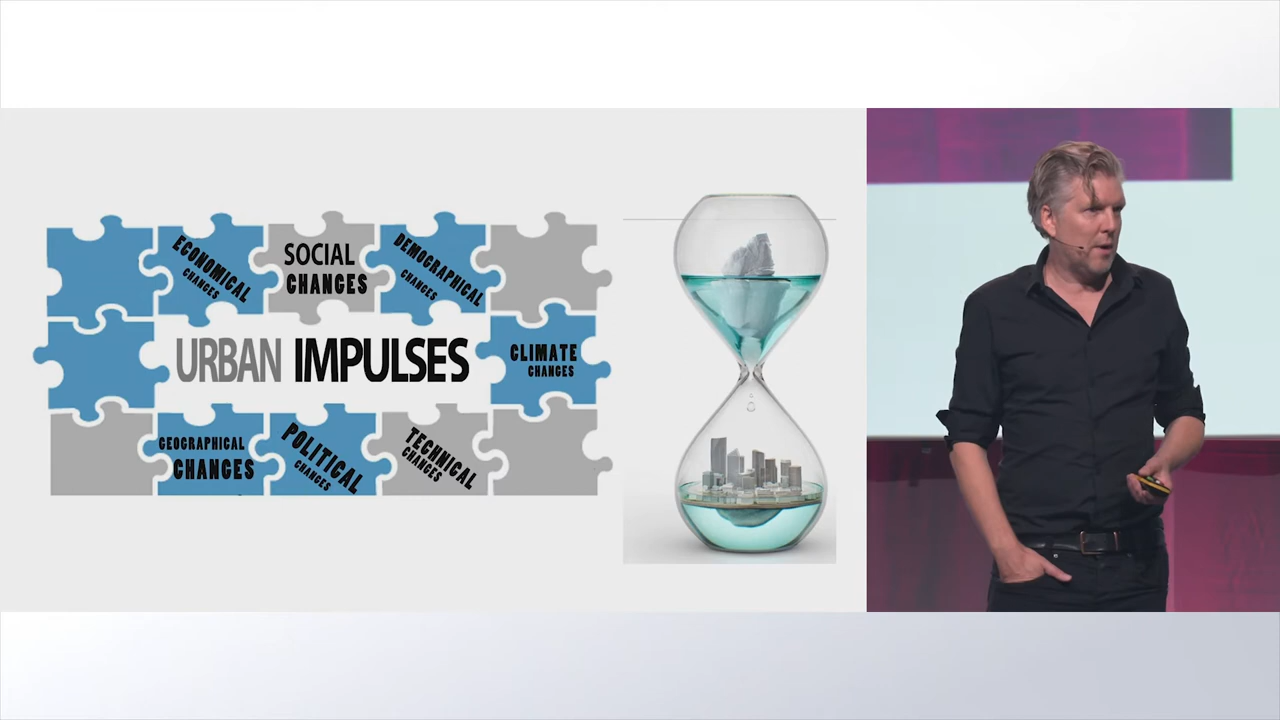 ECONOMICAL
CHANGES
SOCIAL
CHANGES
DEMOGRAPHICAL
CHANGES
URBAN IMPULSES
CLIMATE
CHANGES
GEOGRAPHICAL
CHANGES
POLITICAL
CHANGES
TECHNICAL
CHANGES